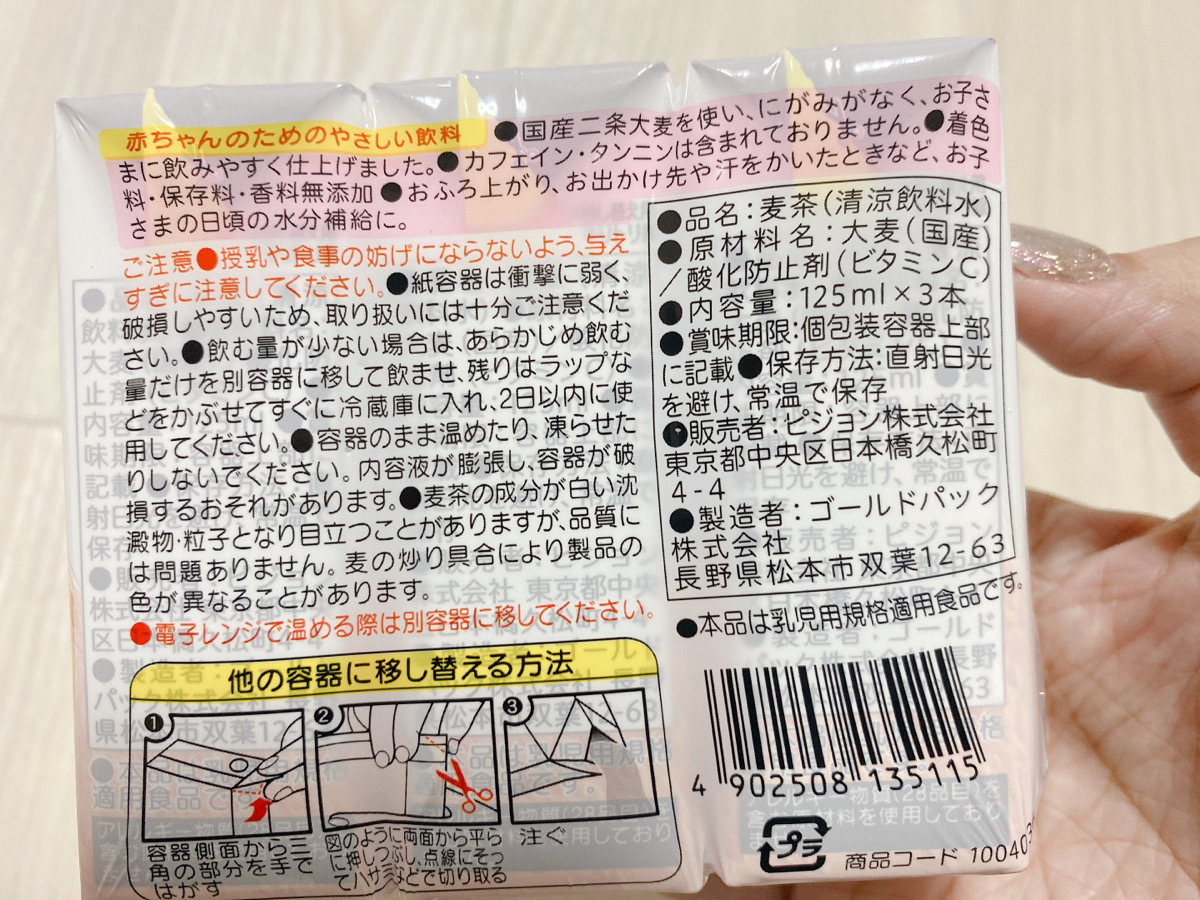 赤ちゃんのためのやさしい飲料 ●国産二条大麦を使い、にがみがなく、お子さ
まに飲みやすく仕上げました。●カフェイン・タンニンは含まれておりません。●着色
料・保存料・香料無添加 ●おふろ上がり、お出かけ先や汗をかいたときなど、お子
さまの日頃の水分補給に。
ご注意●授乳や食事の妨げにならないよう、与え
すぎに注意してください。●紙容器は衝撃に弱く、
破損しやすいため、取り扱いには十分ご注意くだ
さい。●飲む量が少ない場合は、あらかじめ飲む
量だけを別容器に移して飲ませ、残りはラップな
どをかぶせてすぐに冷蔵庫に入れ、2日以内に使
用してください。●容器のまま温めたり、凍らせた
りしないでください。内容液が膨張し、容器が破
損するおそれがあります。●麦茶の成分が白い沈
澱物・粒子となり目立つことがありますが、品質に
は問題ありません。麦の炒り具合により製品の
色が異なることがあります。
●電子レンジで温める際は別容器に移してください。
●品名：麦茶（清涼飲料水）
●原材料名：大麦（国産）
／酸化防止剤（ビタミンC）
●内容量：125ml×3本
●賞味期限：個包装容器上部
に記載●保存方法：直射日光
を避け、常温で保存
●販売者：ピジョン株式会社
東京都中央区日本橋久松町
4-4
●製造者：ゴールドパック
株式会社
長野県松本市双葉12-63
●本品は乳児用規格適用食品です。
他の容器に移し替える方法
1
2
3
容器側面から三
角の部分を手で
はがす
図のように両面から平ら
に押しつぶし、点線にそっ
てハサミなどで切り取る
注ぐ
4 902508 135115
プラ
商品コード 100403